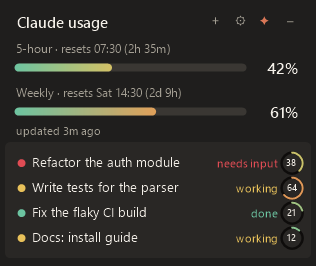 Claude usage
5-hour · resets 07:30 (2h 35m)
42%
Weekly · resets Sat 14:30 (2d 9h)
61%
updated 3m ago
Refactor the auth module needs input 38
Write tests for the parser working 64
Fix the flaky CI build done 21
Docs: install guide working 12